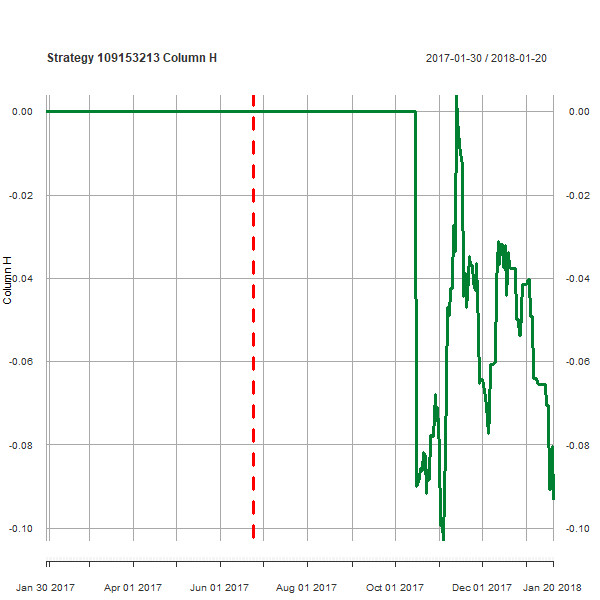 Strategy 109153213 Column H
2017-01-30 / 2018-01-20
0.00 0.00
-0.02 -0.02
-0.04 -0.04
Column H
-0.06 -0.06
-0.08 -0.08
-0.10 -0.10
Jan 30 2017 Apr 01 2017 Jun 01 2017 Aug 01 2017 Oct 01 2017 Dec 01 2017 Jan 20 2018